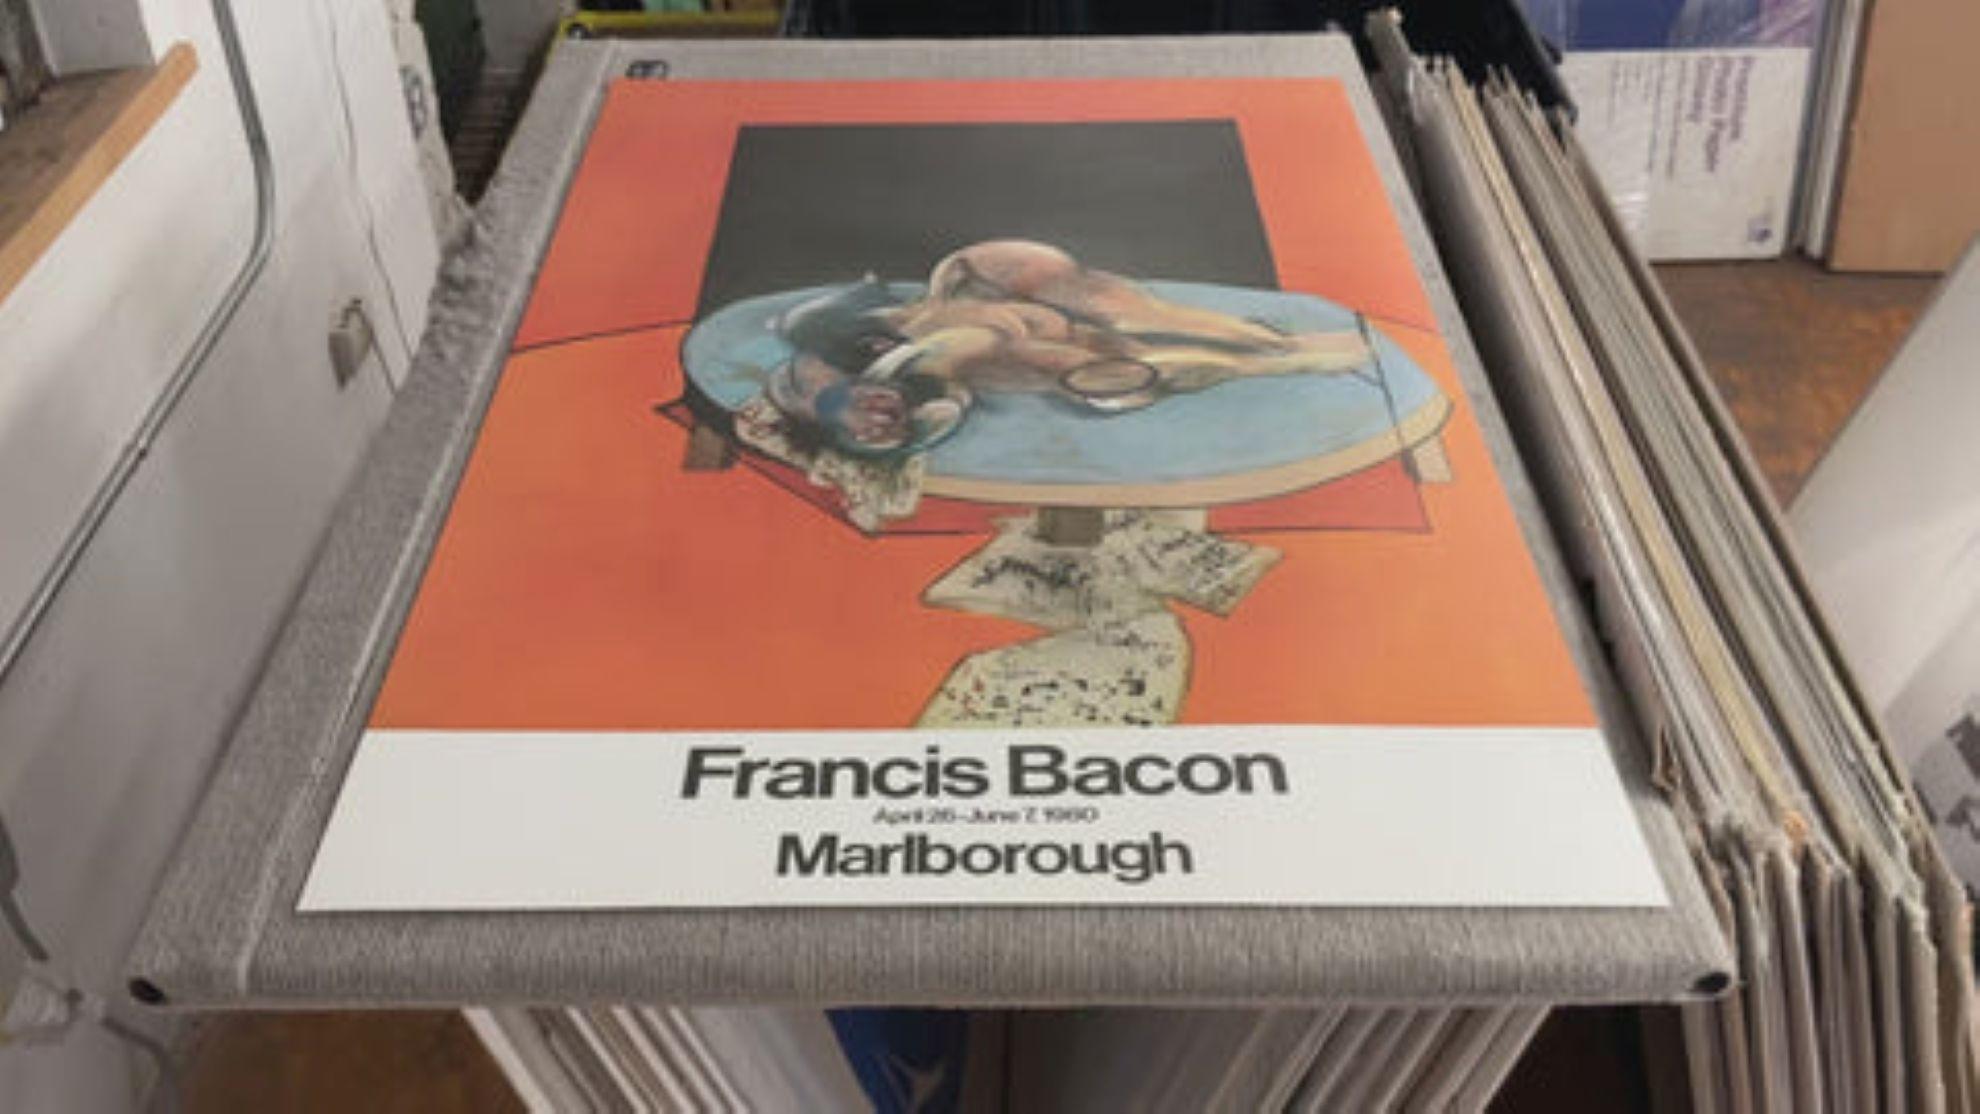 Francis Bacon
April 26-June 7, 1980
Marlborough